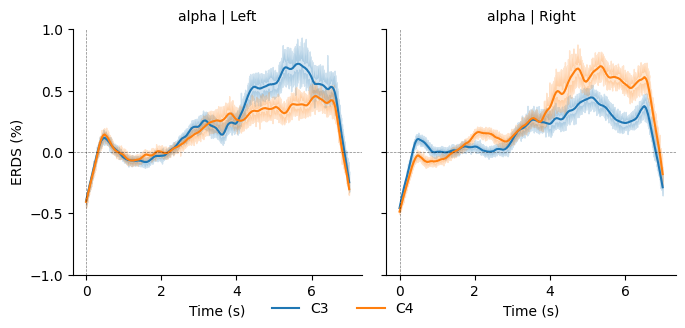 alpha | Left
alpha | Right
ERDS (%)
1.0
0.5
0.0
−0.5
−1.0
0 2 4 6
0 2 4 6
Time (s)
Time (s)
C3
C4